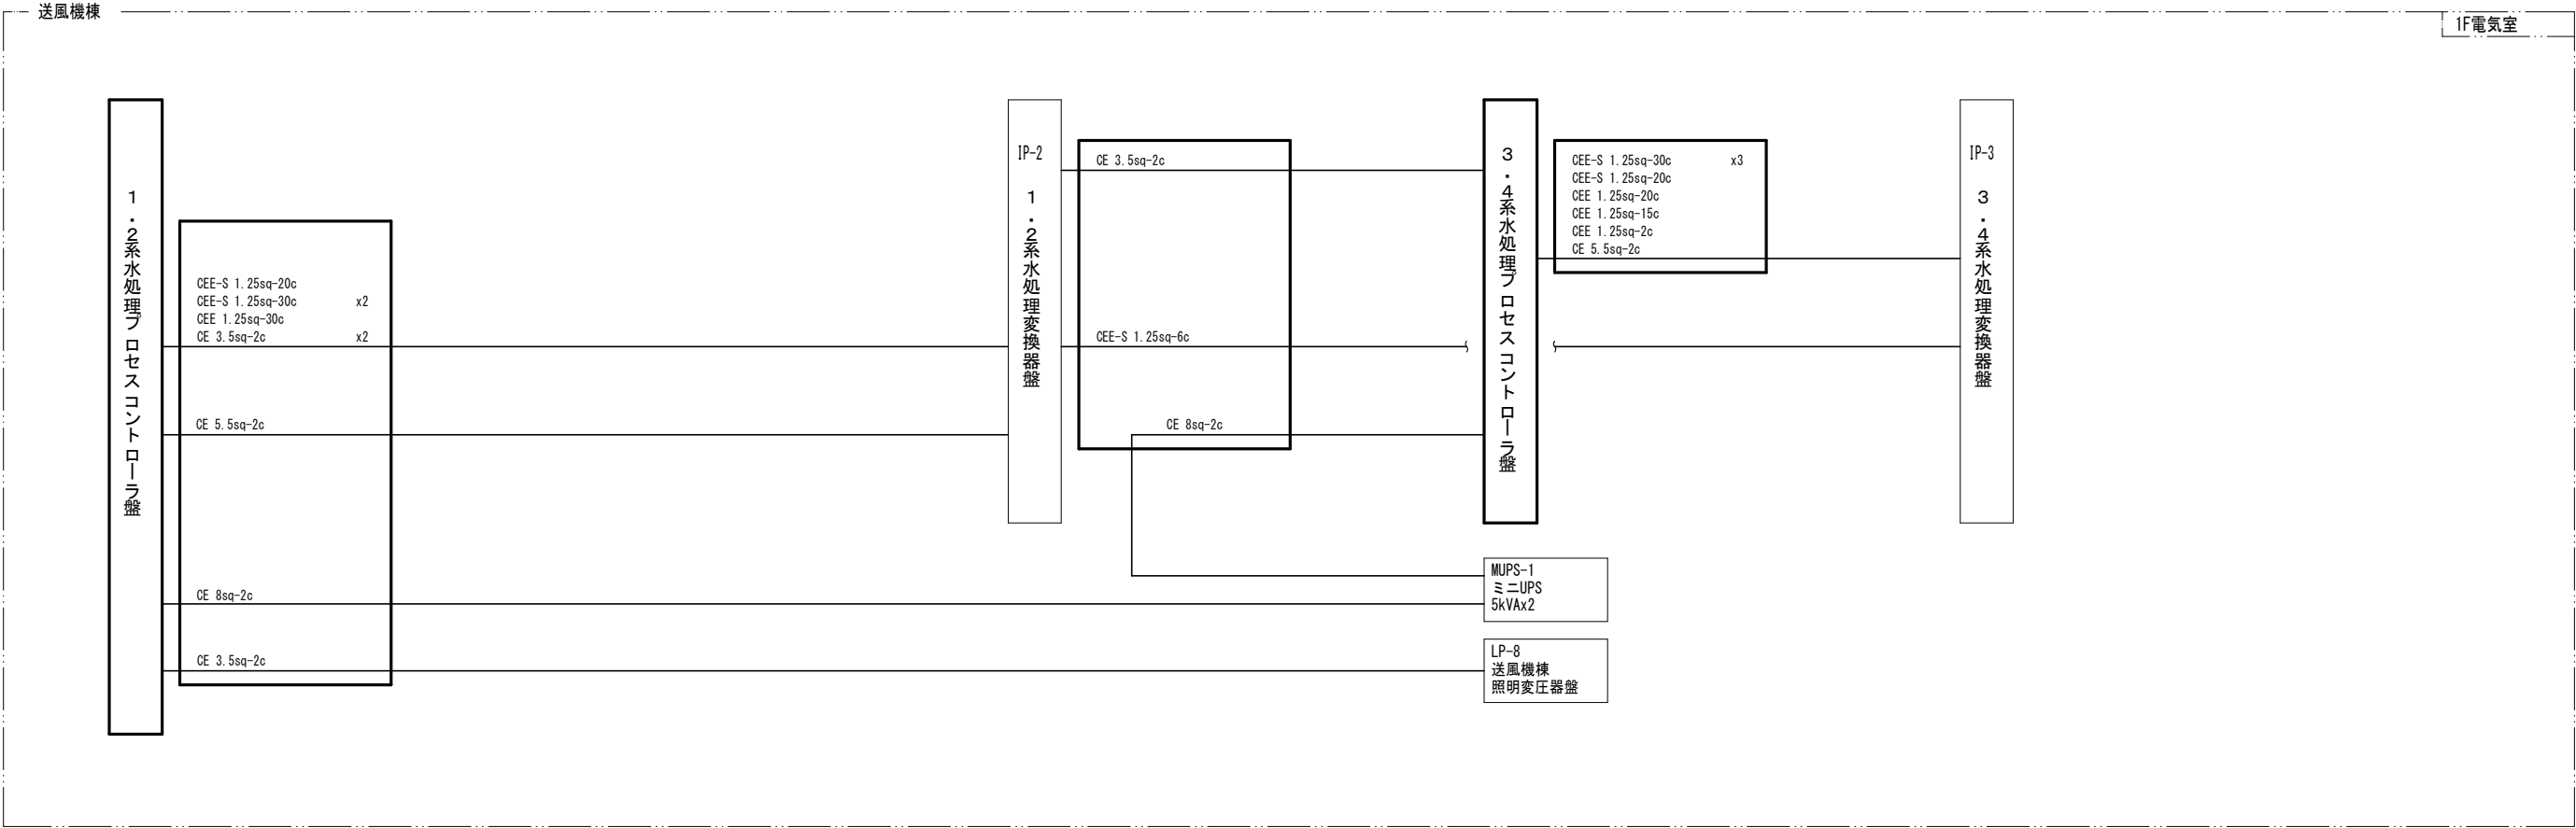 送風機棟
1F電気室
1・2系水処理プロセスコントローラ盤
CEE-S 1.25sq-20c
CEE-S 1.25sq-30c x2
CEE 1.25sq-30c
CE 3.5sq-2c x2
CE 5.5sq-2c
CE 8sq-2c
CE 3.5sq-2c
IP-2
1・2系水処理変換器盤
CE 3.5sq-2c
CEE-S 1.25sq-6c
CE 8sq-2c
3・4系水処理プロセスコントローラ盤
CEE-S 1.25sq-30c x3
CEE-S 1.25sq-20c
CEE 1.25sq-20c
CEE 1.25sq-15c
CEE 1.25sq-2c
CE 5.5sq-2c
IP-3
3・4系水処理変換器盤
MUPS-1
ミニUPS
5kVAx2
LP-8
送風機棟
照明変圧器盤